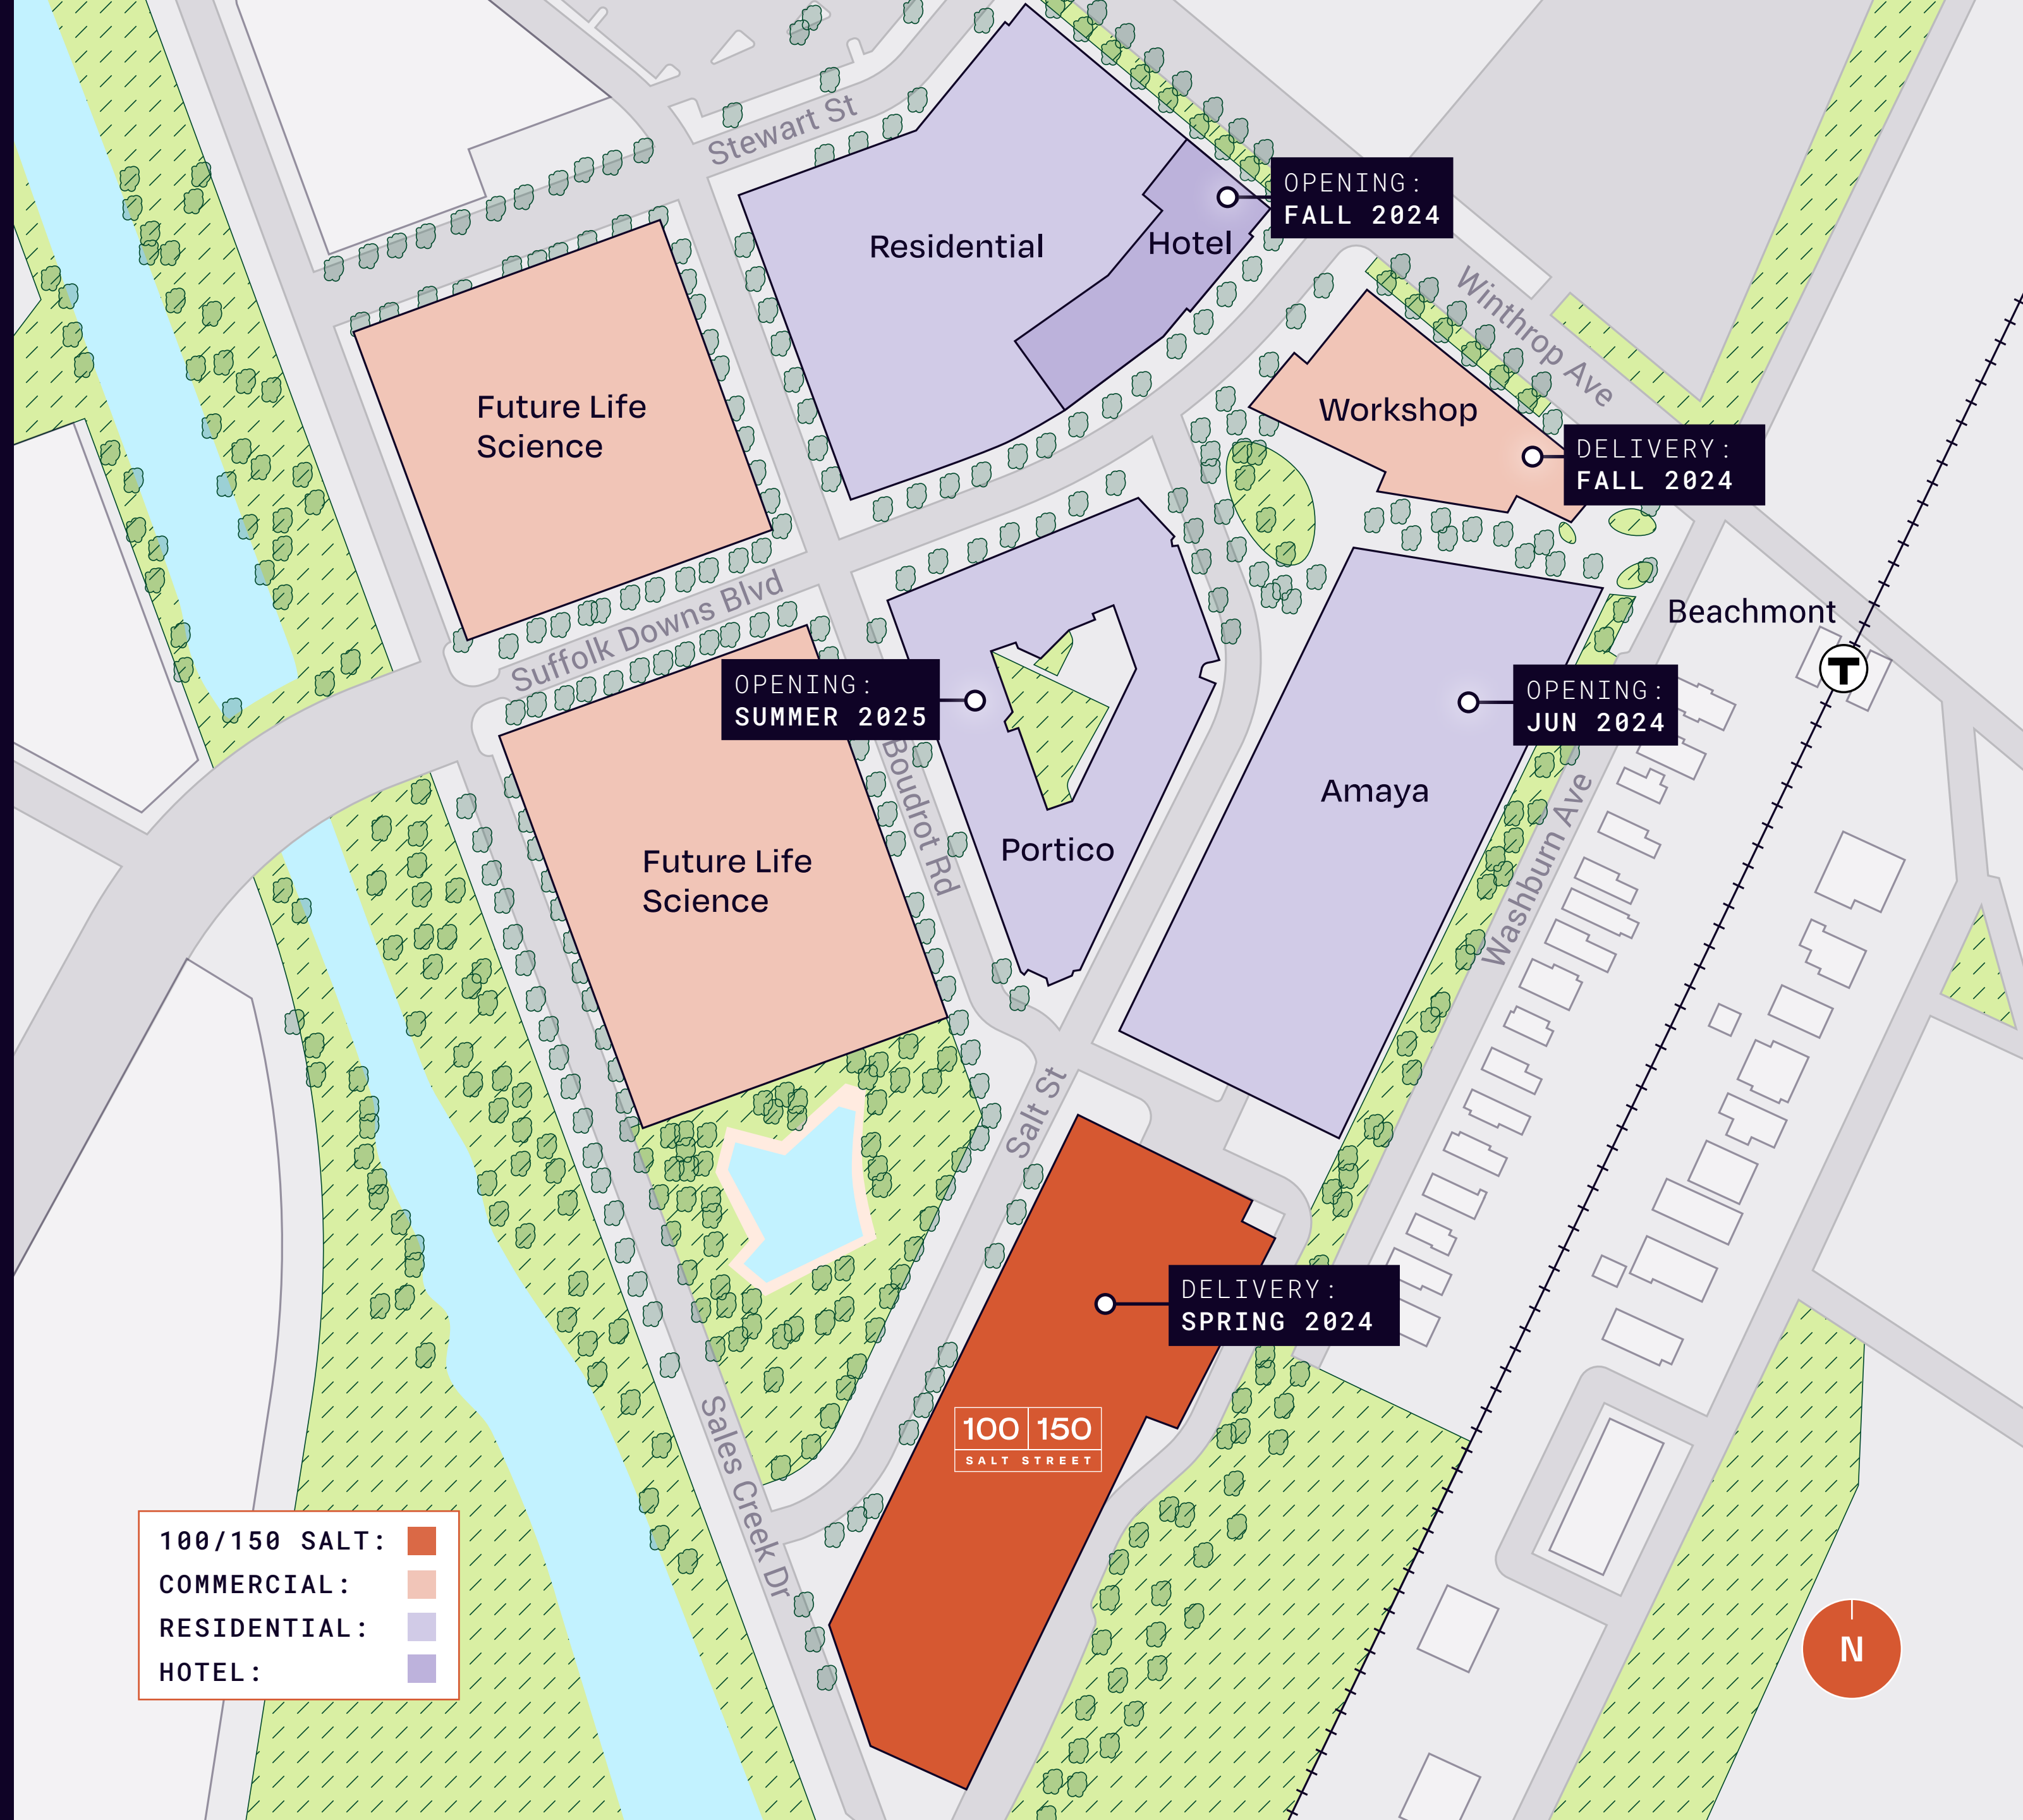 Stewart St
OPENING:
FALL 2024
Residential
Hotel
Winthrop Ave
Future Life
Science
Workshop
DELIVERY:
FALL 2024
Suffolk Downs Blvd
Beachmont
T
OPENING:
SUMMER 2025
OPENING:
JUN 2024
Boudrot Rd
Amaya
Portico
Washburn Ave
Future Life
Science
Salt St
DELIVERY:
SPRING 2024
100 150
SALT STREET
Sales Creek Dr
100/150 SALT:
COMMERCIAL:
RESIDENTIAL:
HOTEL:
N